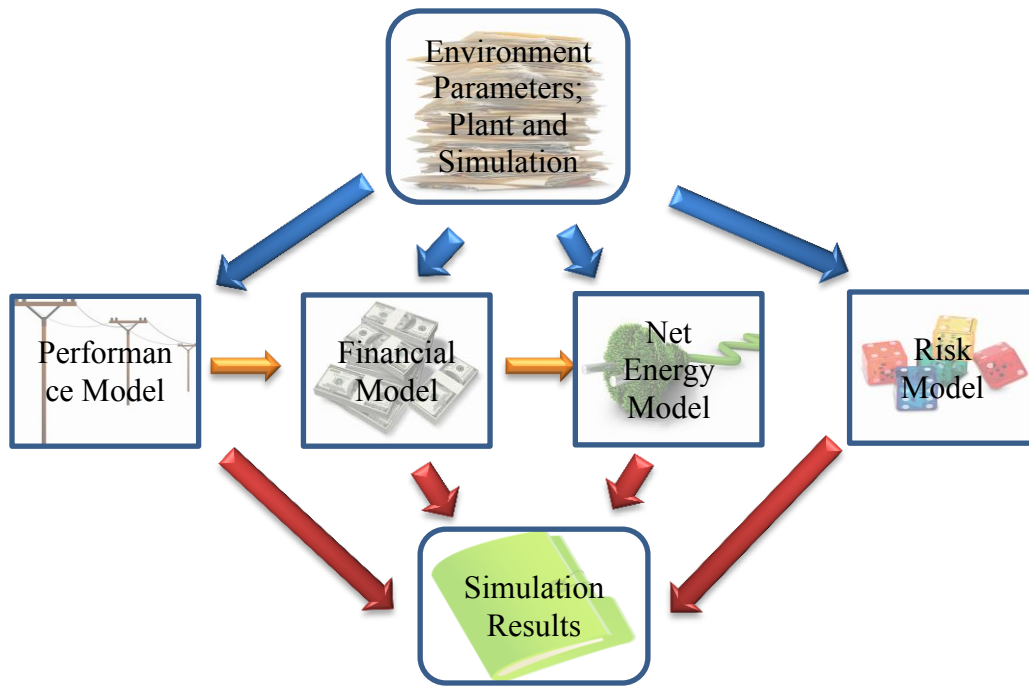 Environment
Parameters;
Plant and
Simulation
Performan
ce Model
Financial
Model
Net
Energy
Model
Risk
Model
Simulation
Results